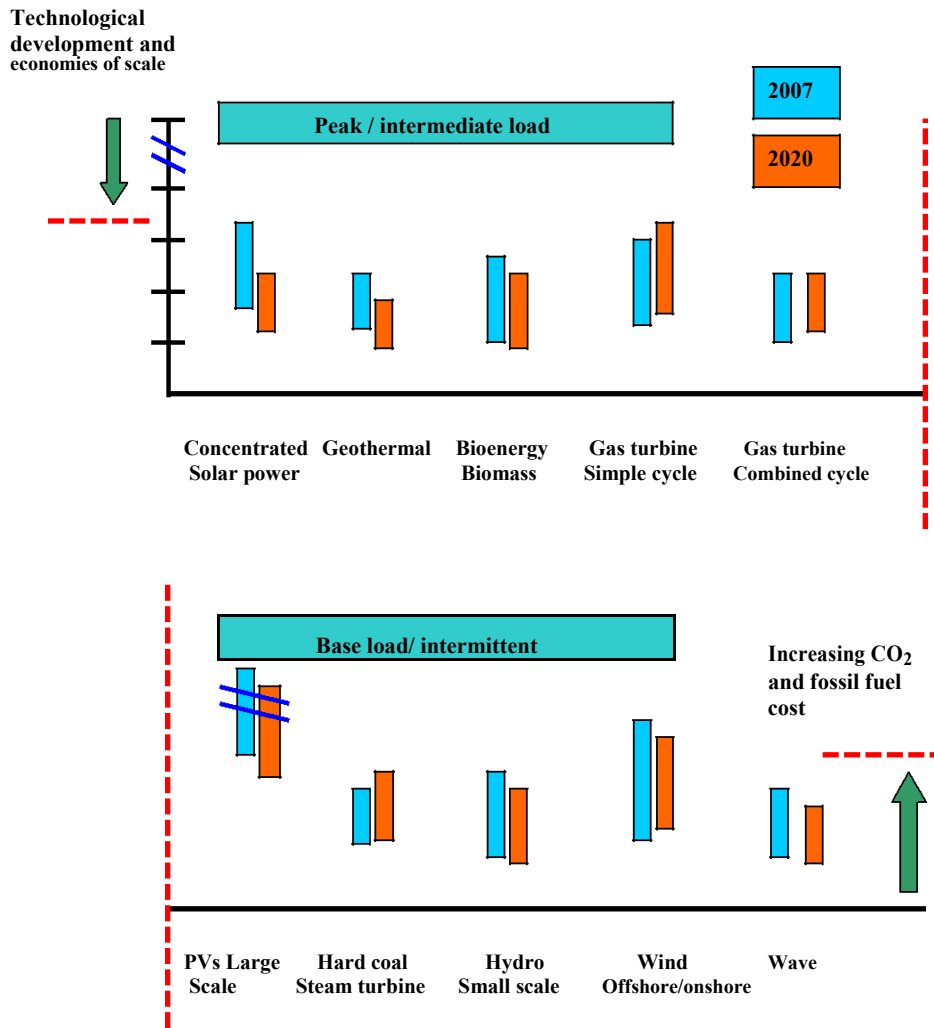 Technological
development and
economies of scale
2007
Peak / intermediate load
2020
Concentrated
Solar power
Geothermal
Bioenergy
Biomass
Gas turbine
Simple cycle
Gas turbine
Combined cycle
Base load/ intermittent
Increasing CO₂
and fossil fuel
cost
PVs Large
Scale
Hard coal
Steam turbine
Hydro
Small scale
Wind
Offshore/onshore
Wave